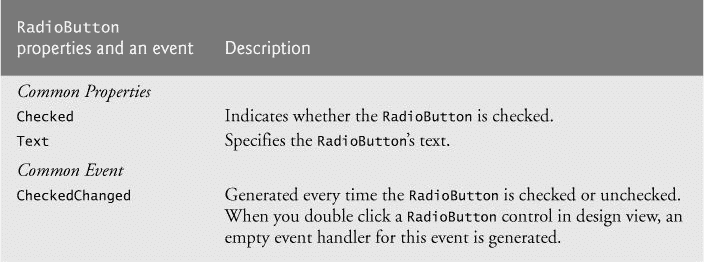 RadioButton
properties and an event Description
Common Properties
Checked Indicates whether the RadioButton is checked.
Text Specifies the RadioButton’s text.
Common Event
CheckedChanged Generated every time the RadioButton is checked or unchecked.
When you double click a RadioButton control in design view, an
empty event handler for this event is generated.